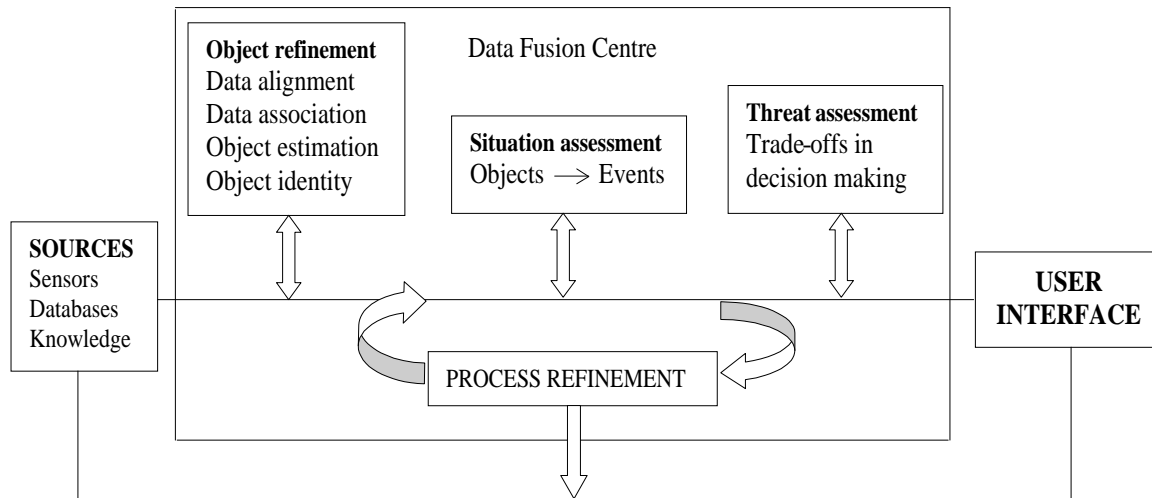 Data Fusion Centre
Object refinement
Data alignment
Data association
Object estimation
Object identity
Situation assessment
Objects → Events
Threat assessment
Trade-offs in
decision making
SOURCES
Sensors
Databases
Knowledge
USER
INTERFACE
PROCESS REFINEMENT